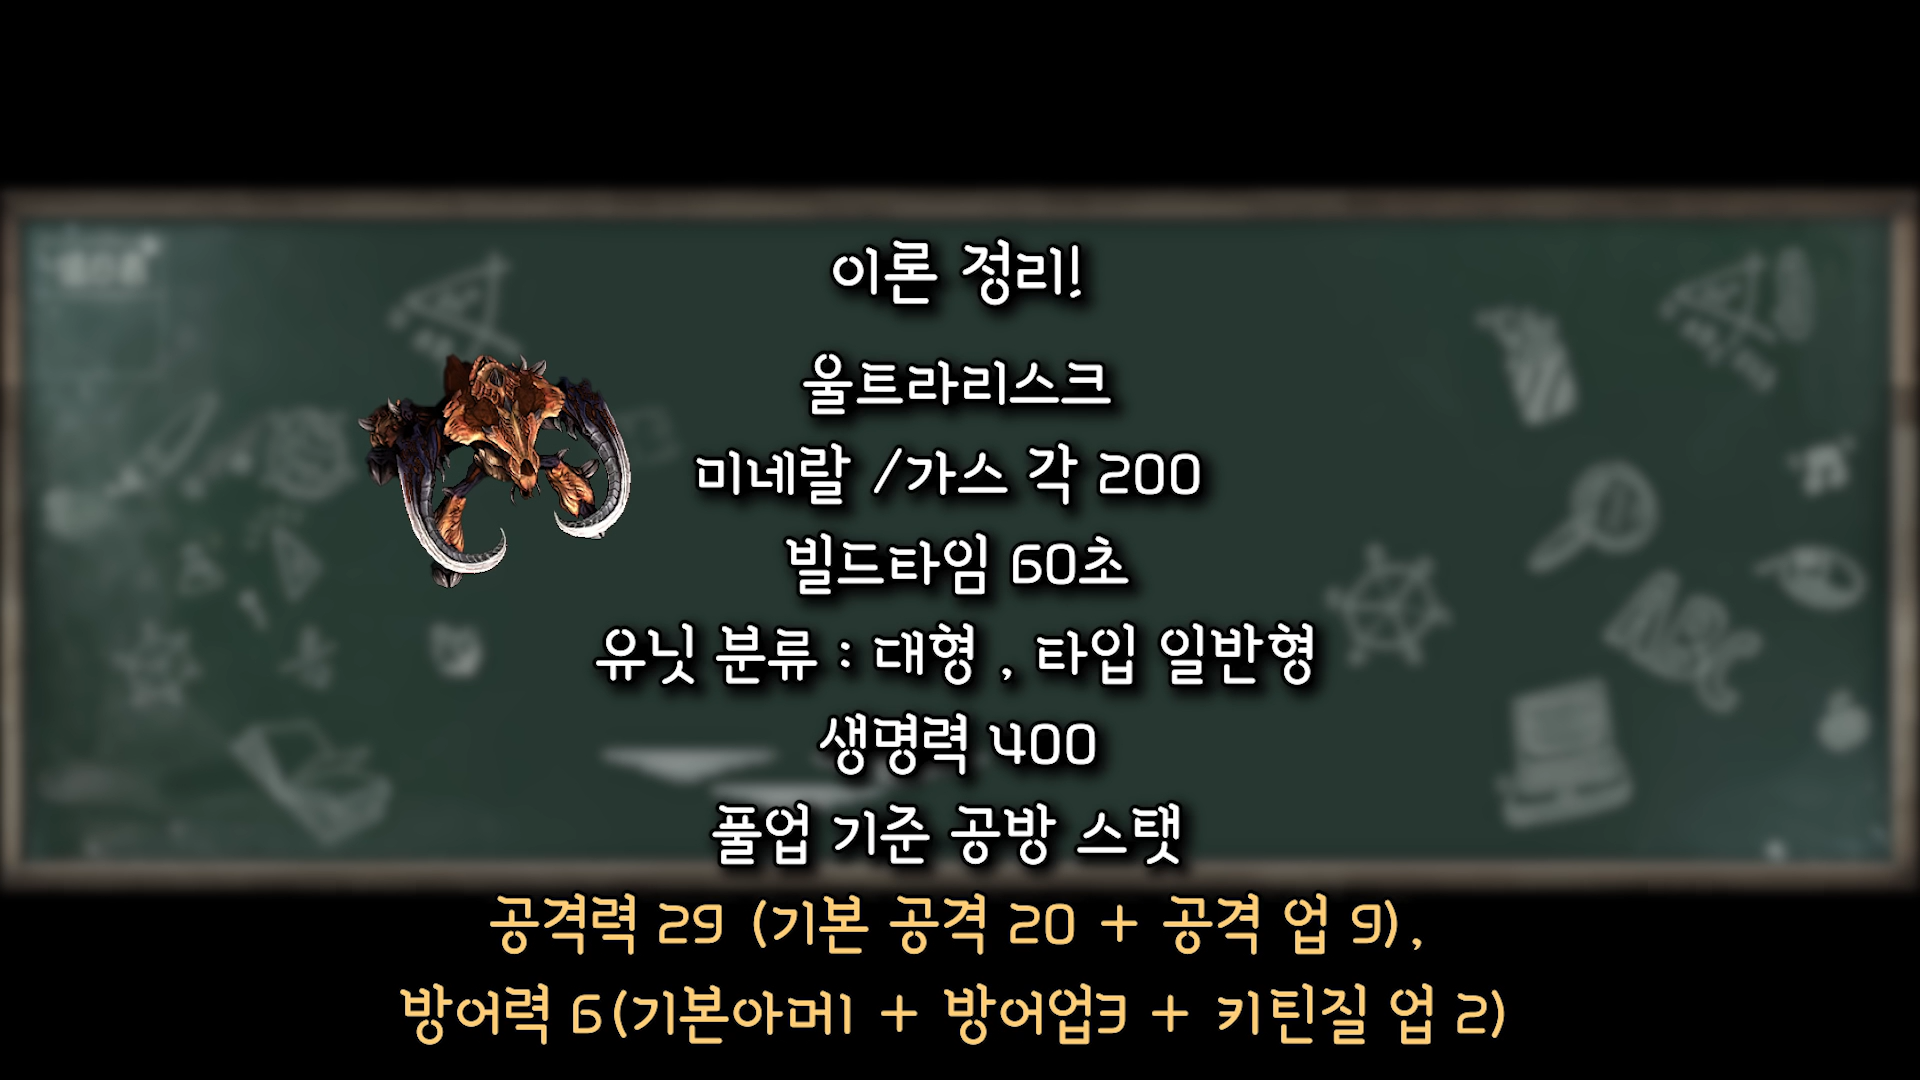 이론 정리!
울트라리스크
미네랄 /가스 각 200
빌드타임 60초
유닛 분류 : 대형 , 타입 일반형
생명력 400
풀업 기준 공방 스탯
공격력 29 (기본 공격 20 + 공격 업 9),
방어력 6(기본아머1 + 방어업3 + 키틴질 업 2)